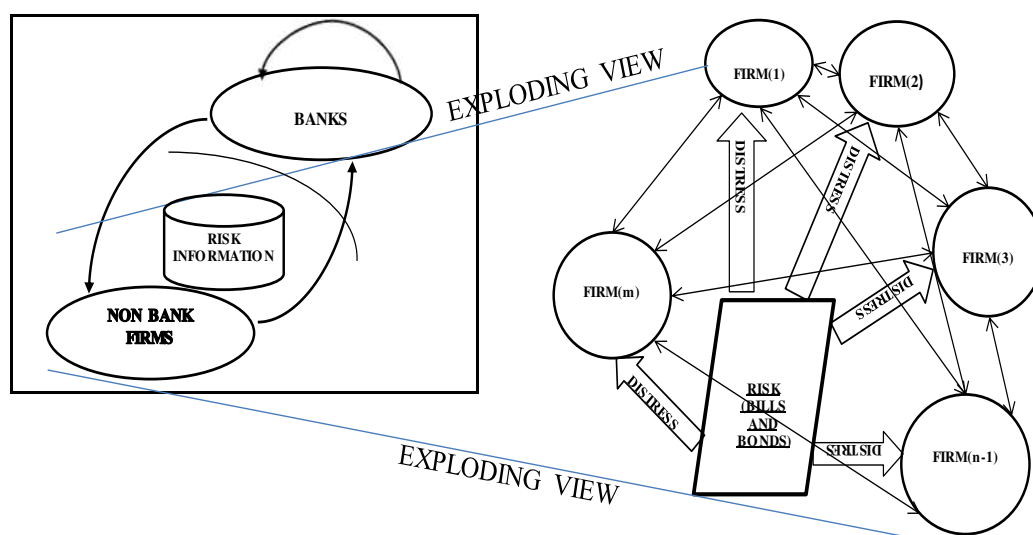 BANKS
RISK
INFORMATION
NON BANK
FIRMS
EXPLODING VIEW
EXPLODING VIEW
FIRM(1)
FIRM(2)
FIRM(3)
FIRM(m)
FIRM(n-1)
DISTRESS
DISTRESS
DISTRESS
DISTRESS
DISTRES
RISK
(BILLS
AND
BONDS)